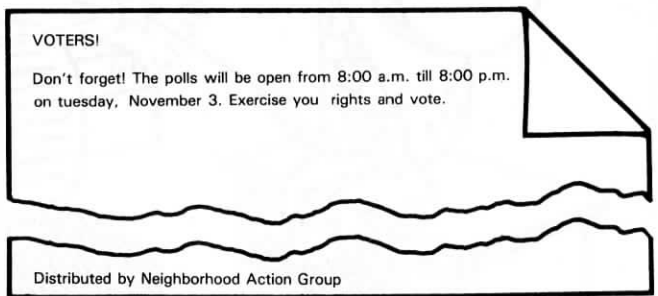 VOTERS!
Don't forget! The polls will be open from 8:00 a.m. till 8:00 p.m.
on tuesday, November 3. Exercise you rights and vote.
Distributed by Neighborhood Action Group